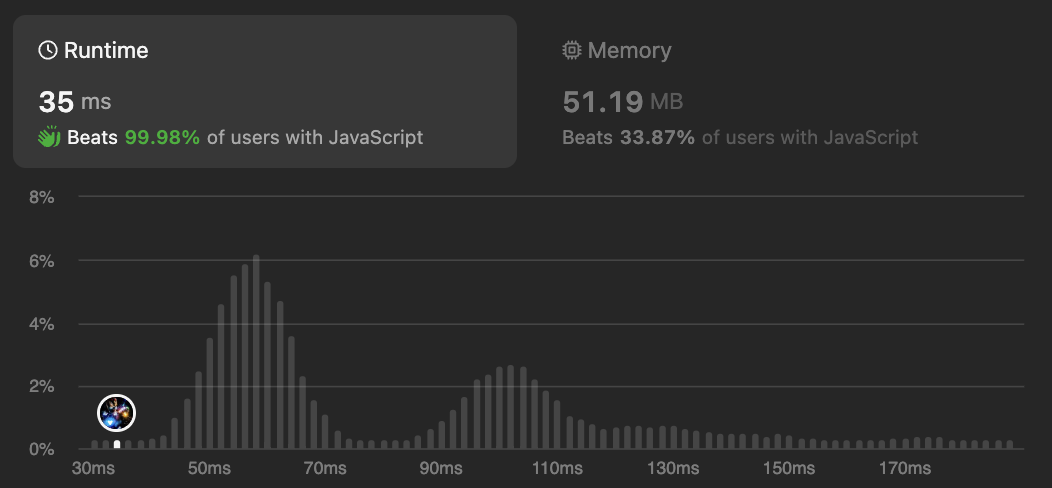 Runtime
35 ms
Beats 99.98% of users with JavaScript
Memory
51.19 MB
Beats 33.87% of users with JavaScript
8%
6%
4%
2%
0%
30ms 50ms 70ms 90ms 110ms 130ms 150ms 170ms